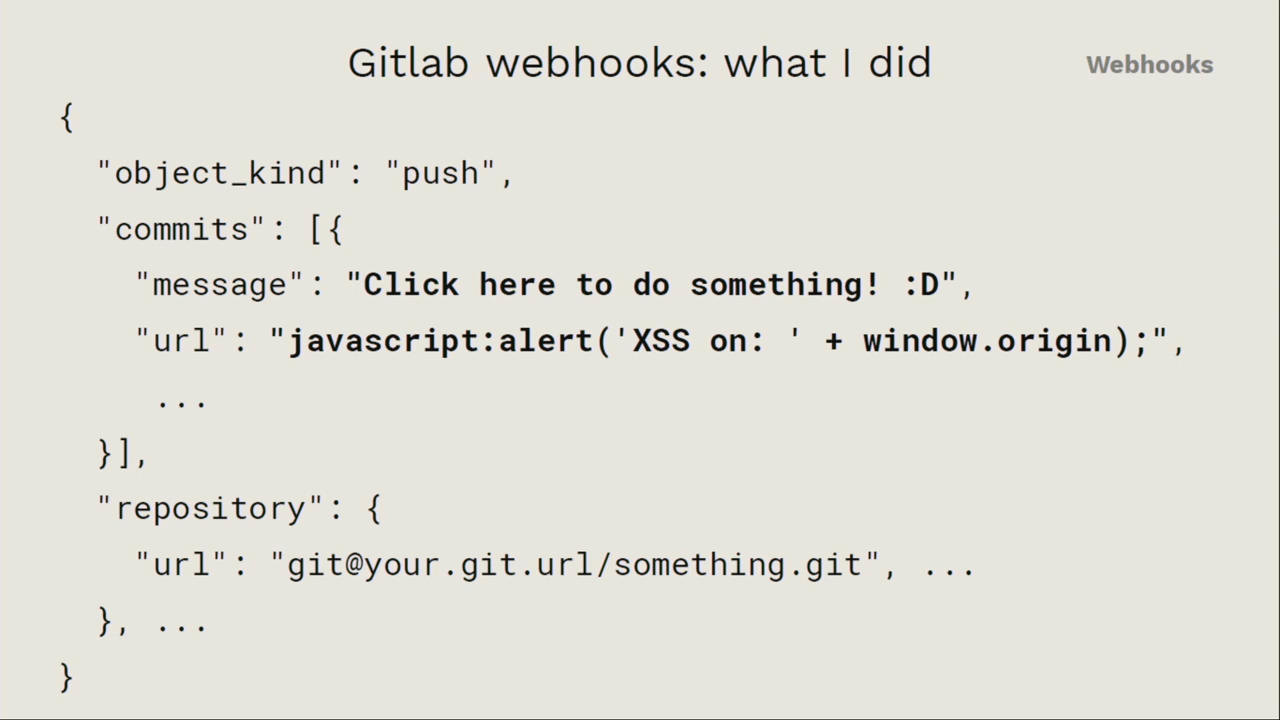 Gitlab webhooks: what I did
Webhooks
{
"object_kind": "push",
"commits": [{
"message": "Click here to do something! :D",
"url": "javascript:alert('XSS on: ' + window.origin);",
...
}],
"repository": {
"url": "git@your.git.url/something.git", ...
}, ...
}